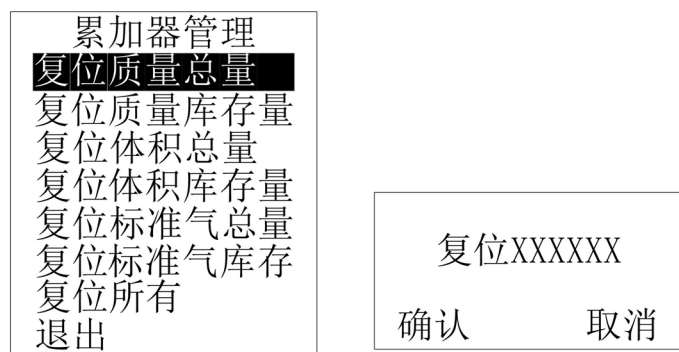 累加器管理
复位质量总量
复位质量库存量
复位体积总量
复位体积库存量
复位标准气总量
复位标准气库存
复位所有
退出
复位XXXXXX
确认 取消